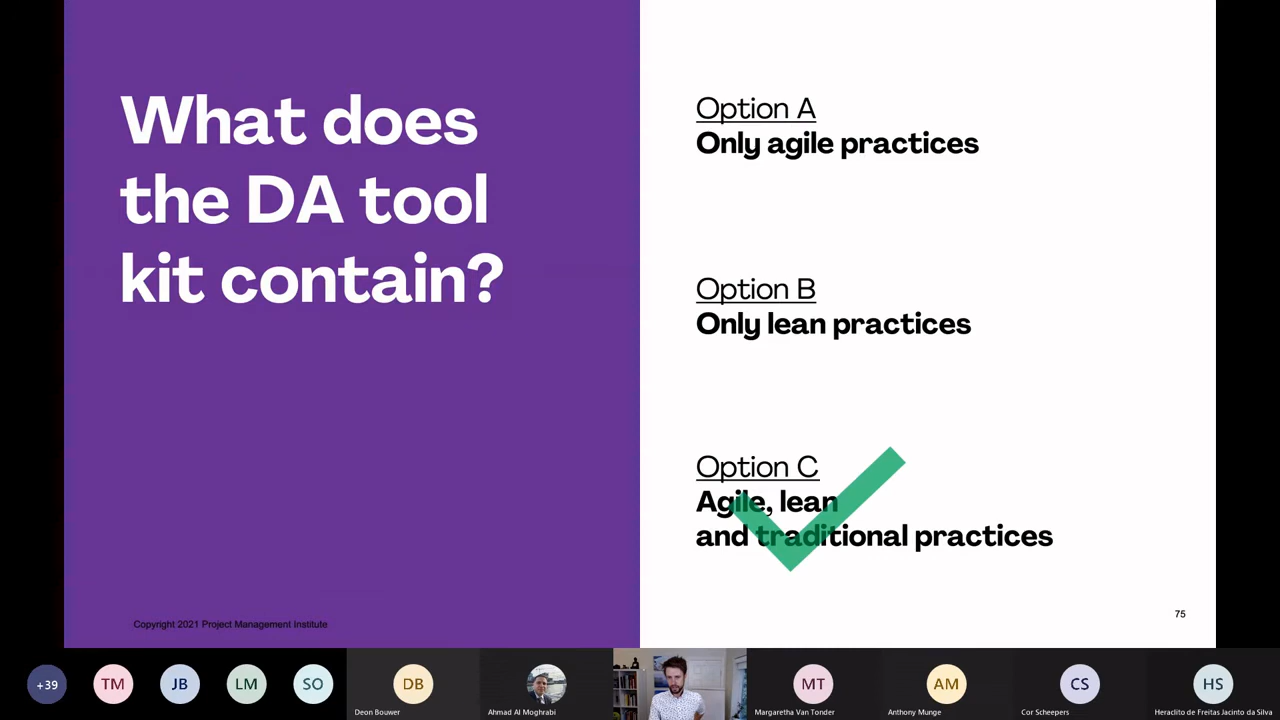 What does
the DA tool
kit contain?
Option A
Only agile practices
Option B
Only lean practices
Option C
Agile, lean
and traditional practices
Copyright 2021 Project Management Institute
75
+39
TM
JB
LM
SO
DB
Deon Bouwer
Ahmad Al Moghrabi
MT
Margaretha Van Tonder
AM
Anthony Munge
CS
Cor Scheepers
HS
Heraclito de Freitas Jacinto da Silva